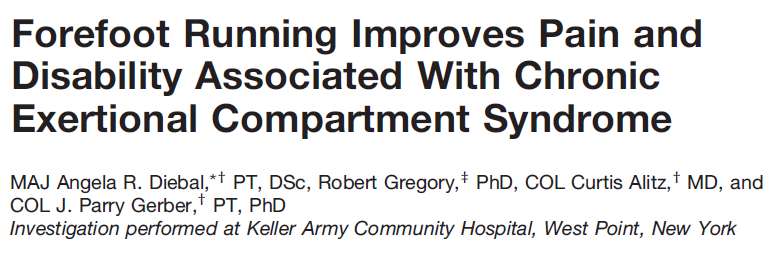 Forefoot Running Improves Pain and
Disability Associated With Chronic
Exertional Compartment Syndrome
MAJ Angela R. Diebal,*† PT, DSc, Robert Gregory,‡ PhD, COL Curtis Alitz,† MD, and
COL J. Parry Gerber,† PT, PhD
Investigation performed at Keller Army Community Hospital, West Point, New York